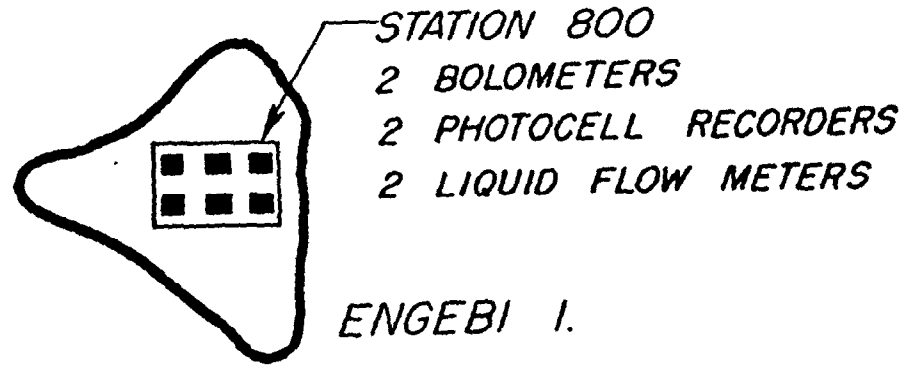 STATION 800
2 BOLOMETERS
2 PHOTOCELL RECORDERS
2 LIQUID FLOW METERS
ENGEBI I.